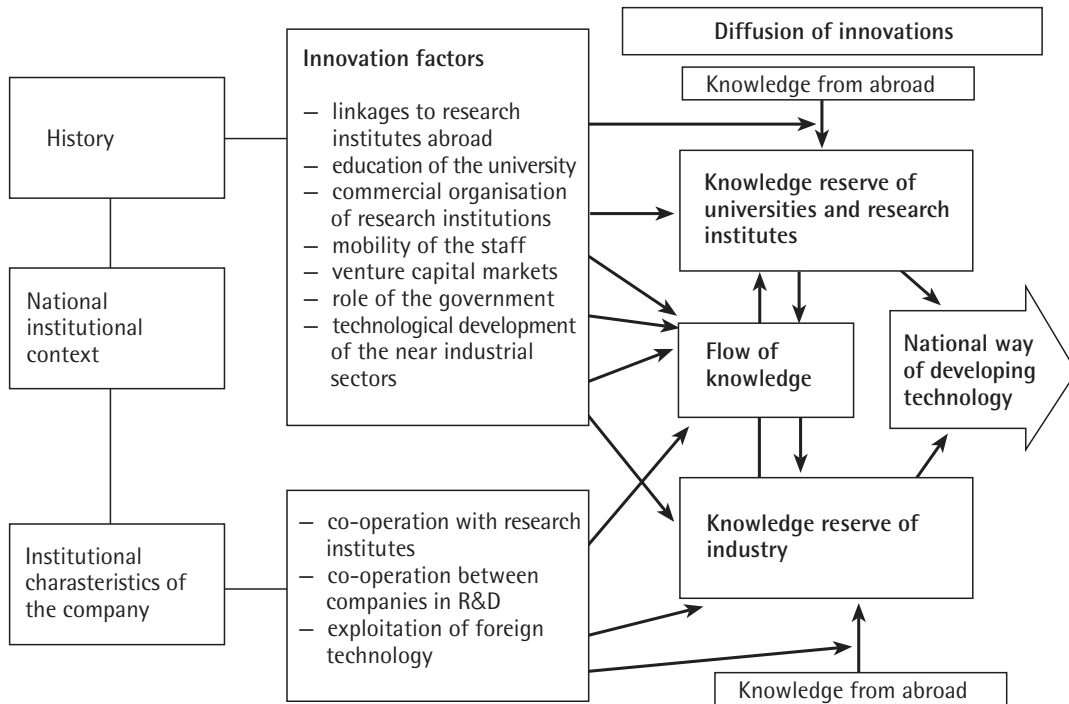 Diffusion of innovations
Knowledge from abroad
History
Innovation factors
– linkages to research
institutes abroad
– education of the university
– commercial organisation
of research institutions
– mobility of the staff
– venture capital markets
– role of the government
– technological development
of the near industrial
sectors
Knowledge reserve of
universities and research
institutes
National
institutional
context
Flow of
knowledge
National way
of developing
technology
Institutional
charasteristics of
the company
– co-operation with research
institutes
– co-operation between
companies in R&D
– exploitation of foreign
technology
Knowledge reserve of
industry
Knowledge from abroad